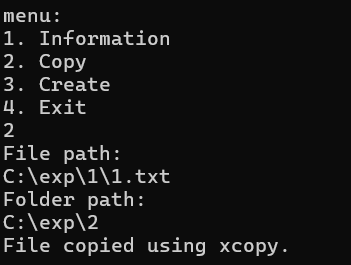 menu:
1. Information
2. Copy
3. Create
4. Exit
2
File path:
C:\exp\1\1.txt
Folder path:
C:\exp\2
File copied using xcopy.